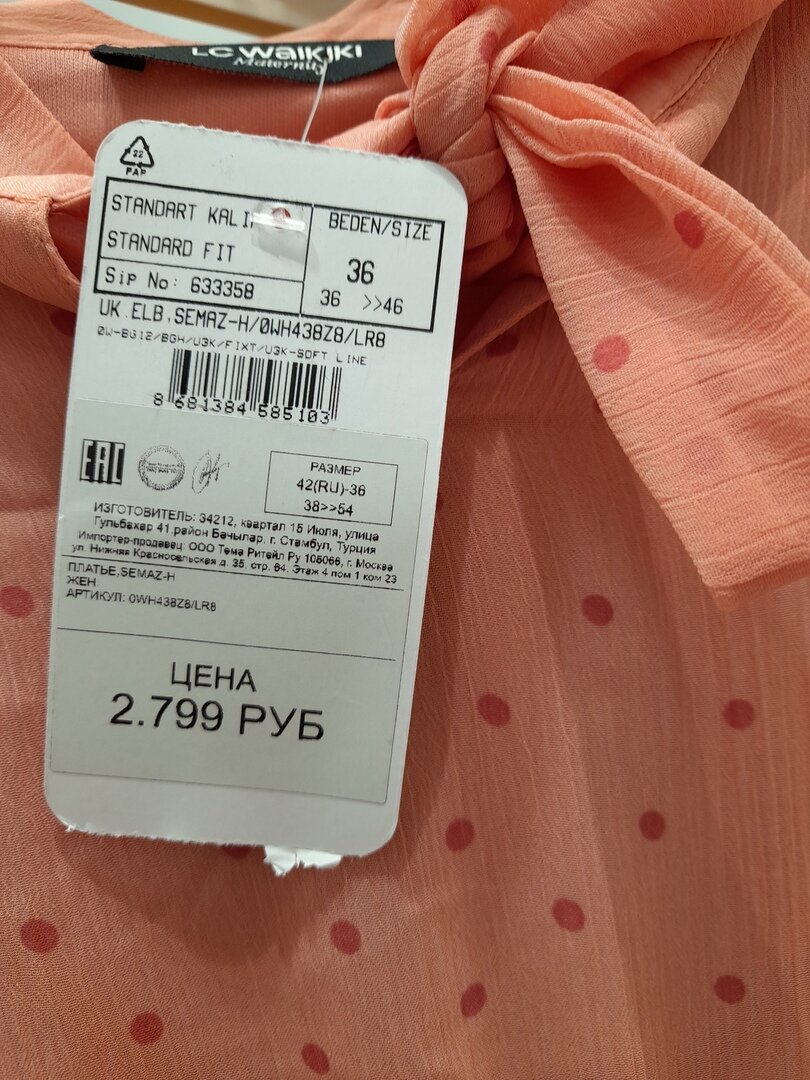 LC WAIKIKI
Maternity
22
PAP
STANDART KALI
STANDARD FIT
Sip No: 633358
BEDEN/SIZE
36
36 >>46
UK.ELB,SEMAZ-H/0WH438Z8/LR8
0W-BG12/BGH/U3K/FIXT/U3K-SOFT LINE
8 681384 585103
EAC
РАЗМЕР
42(RU)-36
38>>54
ИЗГОТОВИТЕЛЬ: 34212, квартал 15 Июля, улица
Гульбахар 41,район Бачылар, г. Стамбул, Турция
Импортер-продавец: ООО Тема Ритейл Ру 105066, г. Москва
ул. Нижняя Красносельская д. 35, стр. 64. Этаж 4 пом 1 ком 23
ПЛАТЬЕ,SEMAZ-H
ЖЕН
АРТИКУЛ: 0WH438Z8/LR8
ЦЕНА
2.799 РУБ